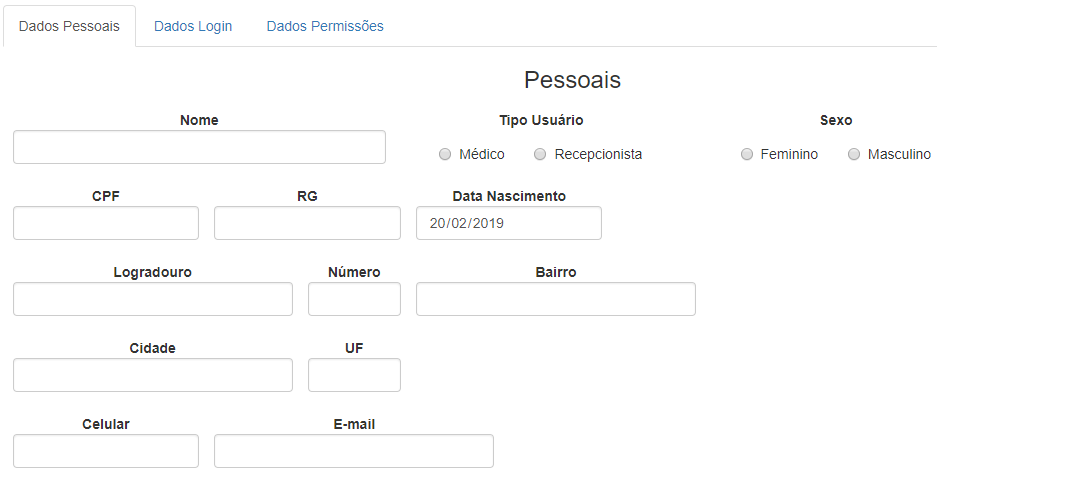 Dados Pessoais Dados Login Dados Permissões
Pessoais
Nome Tipo Usuário Sexo
Médico Recepcionista Feminino Masculino
CPF RG Data Nascimento
20/02/2019
Logradouro Número Bairro
Cidade UF
Celular E-mail